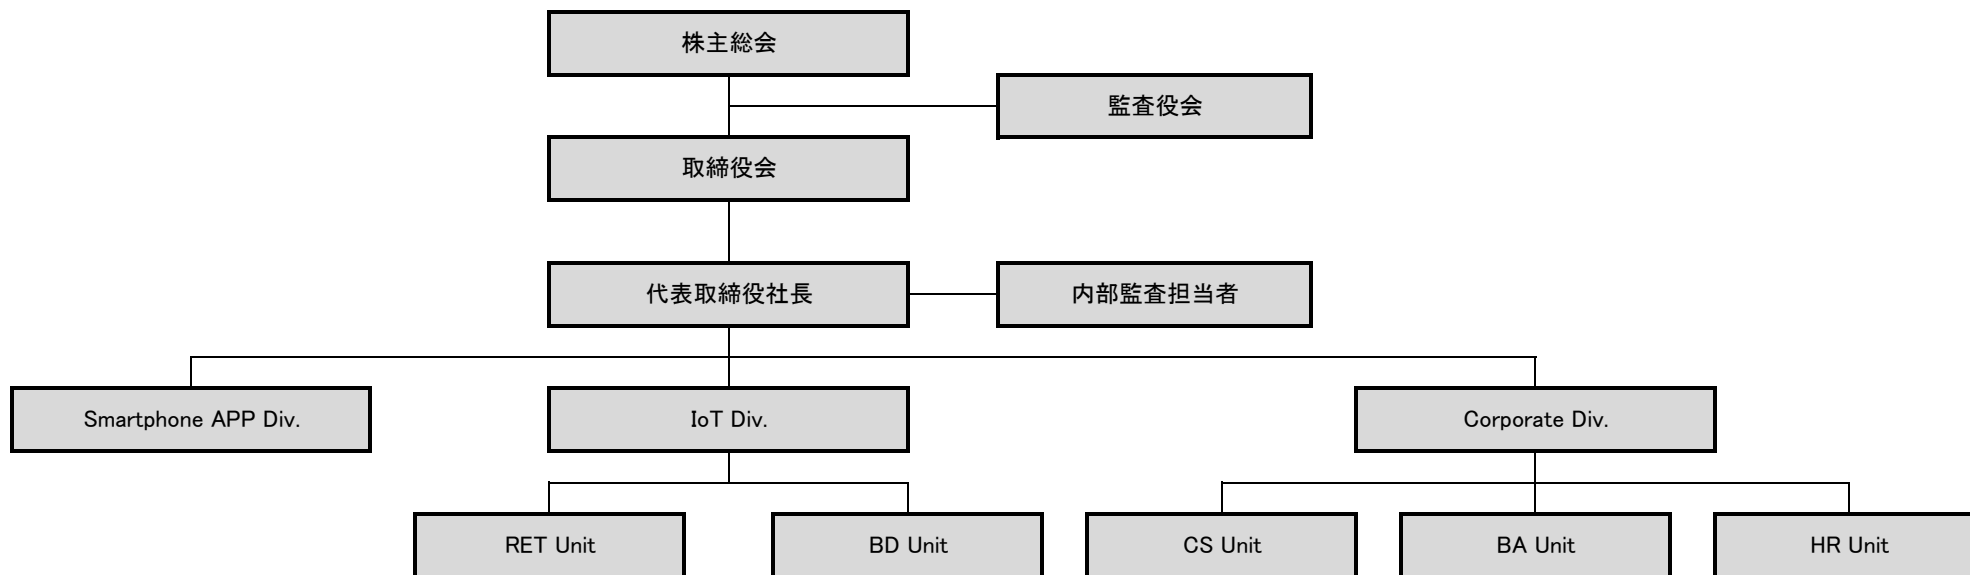 株主総会
監査役会
取締役会
代表取締役社長
内部監査担当者
Smartphone APP Div.
IoT Div.
Corporate Div.
RET Unit
BD Unit
CS Unit
BA Unit
HR Unit